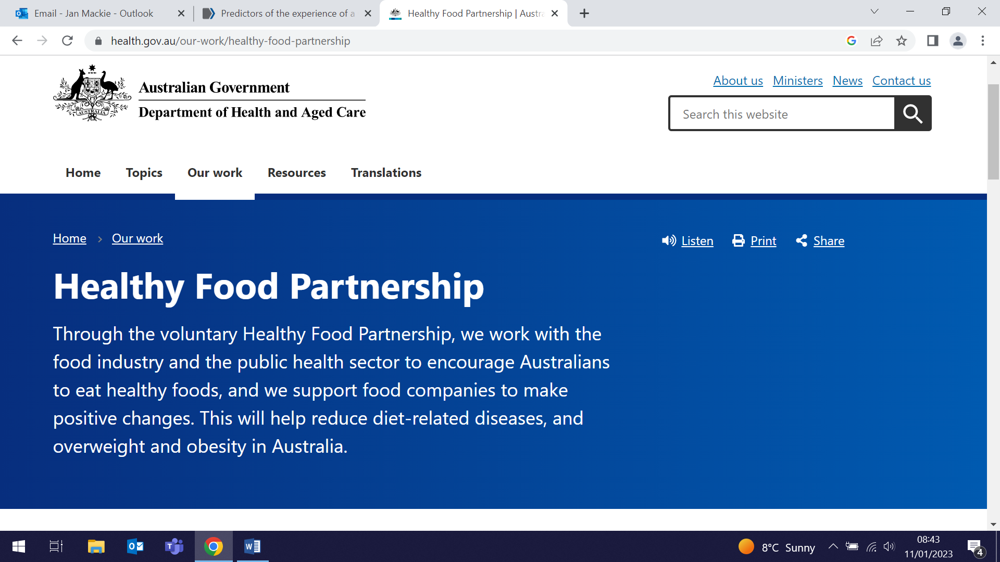 Email - Jan Mackie - Outlook
Predictors of the experience of a
Healthy Food Partnership | Austra
health.gov.au/our-work/healthy-food-partnership
AUSTRALIA
Australian Government
Department of Health and Aged Care
About us Ministers News Contact us
Search this website
Home Topics Our work Resources Translations
Home > Our work
Listen Print Share
Healthy Food Partnership
Through the voluntary Healthy Food Partnership, we work with the
food industry and the public health sector to encourage Australians
to eat healthy foods, and we support food companies to make
positive changes. This will help reduce diet-related diseases, and
overweight and obesity in Australia.
8°C Sunny
08:43
11/01/2023
4